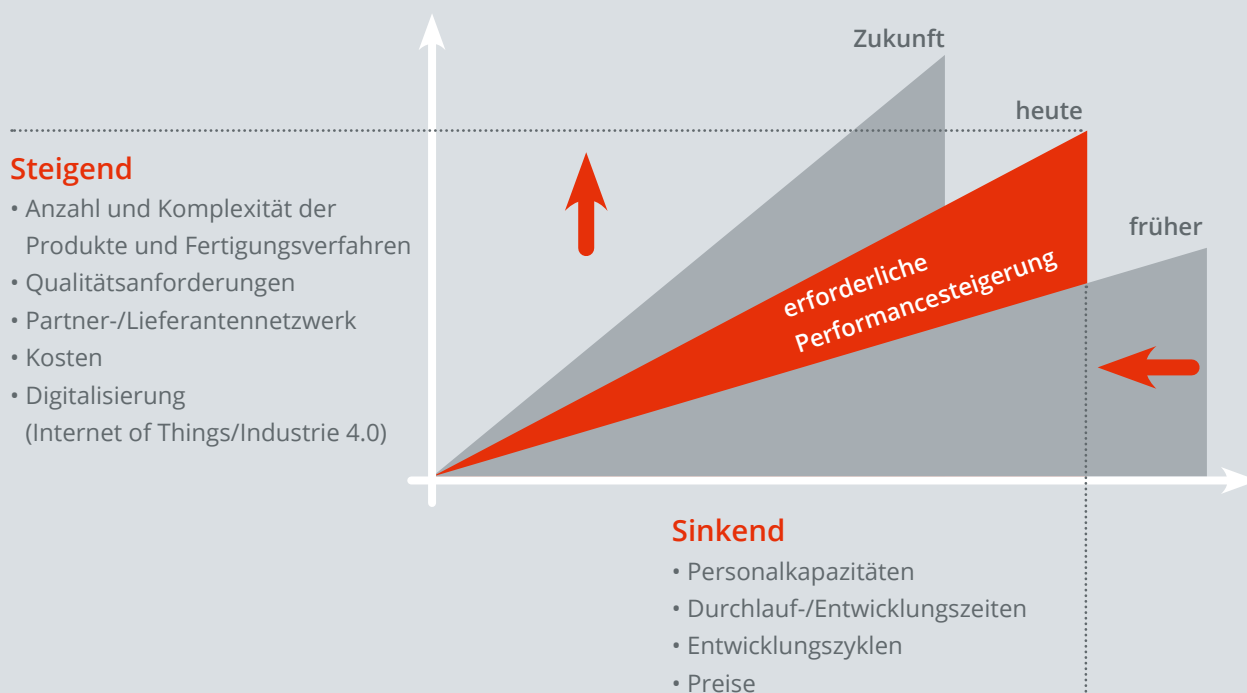 Zukunft
heute
früher
Steigend
• Anzahl und Komplexität der
Produkte und Fertigungsverfahren
• Qualitätsanforderungen
• Partner-/Lieferantennetzwerk
• Kosten
• Digitalisierung
(Internet of Things/Industrie 4.0)
erforderliche
Performancesteigerung
Sinkend
• Personalkapazitäten
• Durchlauf-/Entwicklungszeiten
• Entwicklungszyklen
• Preise